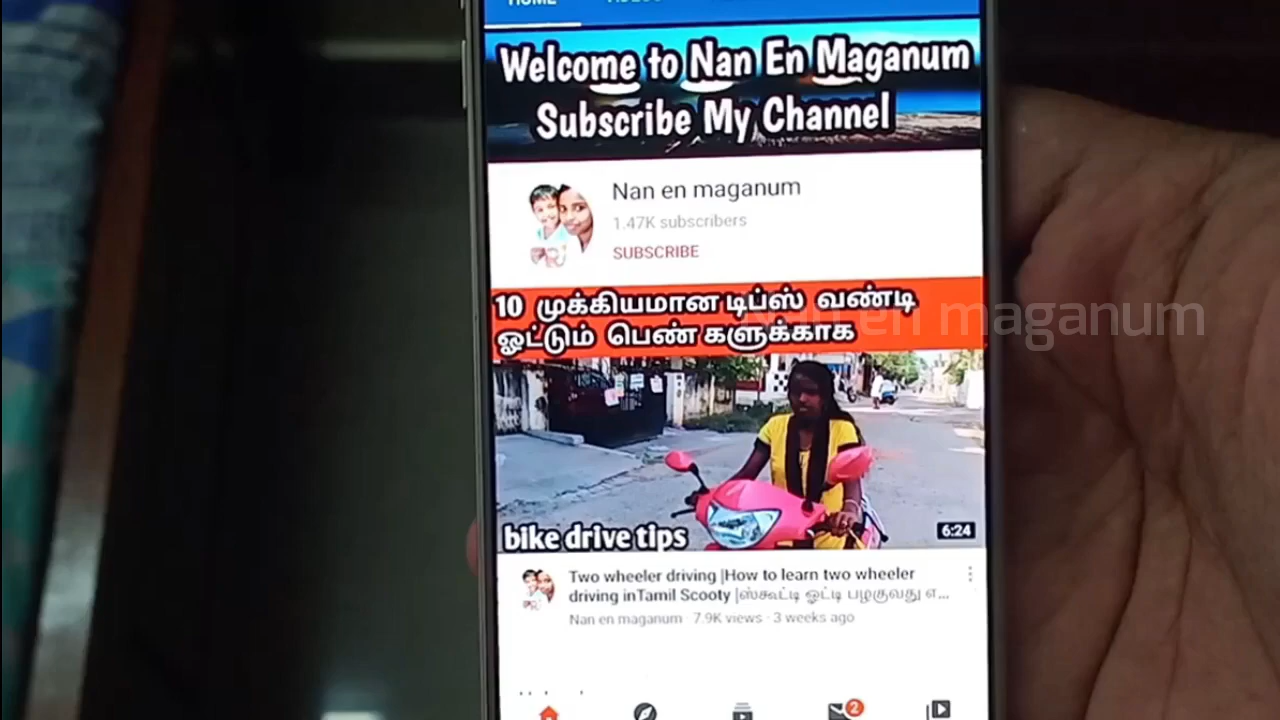 HOME
Welcome to Nan En Maganum
Subscribe My Channel
Nan en maganum
1.47K subscribers
SUBSCRIBE
10 முக்கியமான டிப்ஸ் வண்டி
ஓட்டும் பெண்களுக்காக
Nan en maganum
bike drive tips
6:24
Two wheeler driving |How to learn two wheeler
driving inTamil Scooty |ஸ்கூட்டி ஓட்டி பழகுவது எ...
Nan en maganum · 7.9K views · 3 weeks ago
2